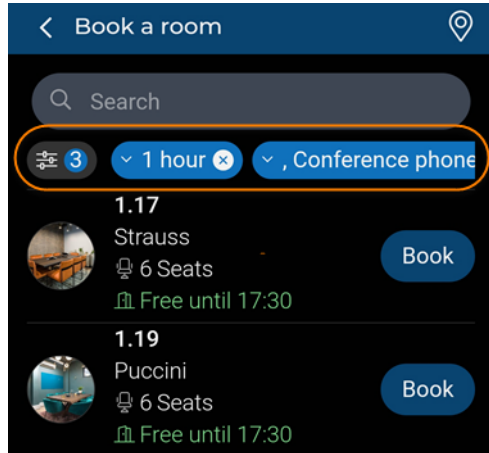 Book a room
Search
3 1 hour , Conference phone
1.17
Strauss
6 Seats
Free until 17:30
Book
1.19
Puccini
6 Seats
Free until 17:30
Book